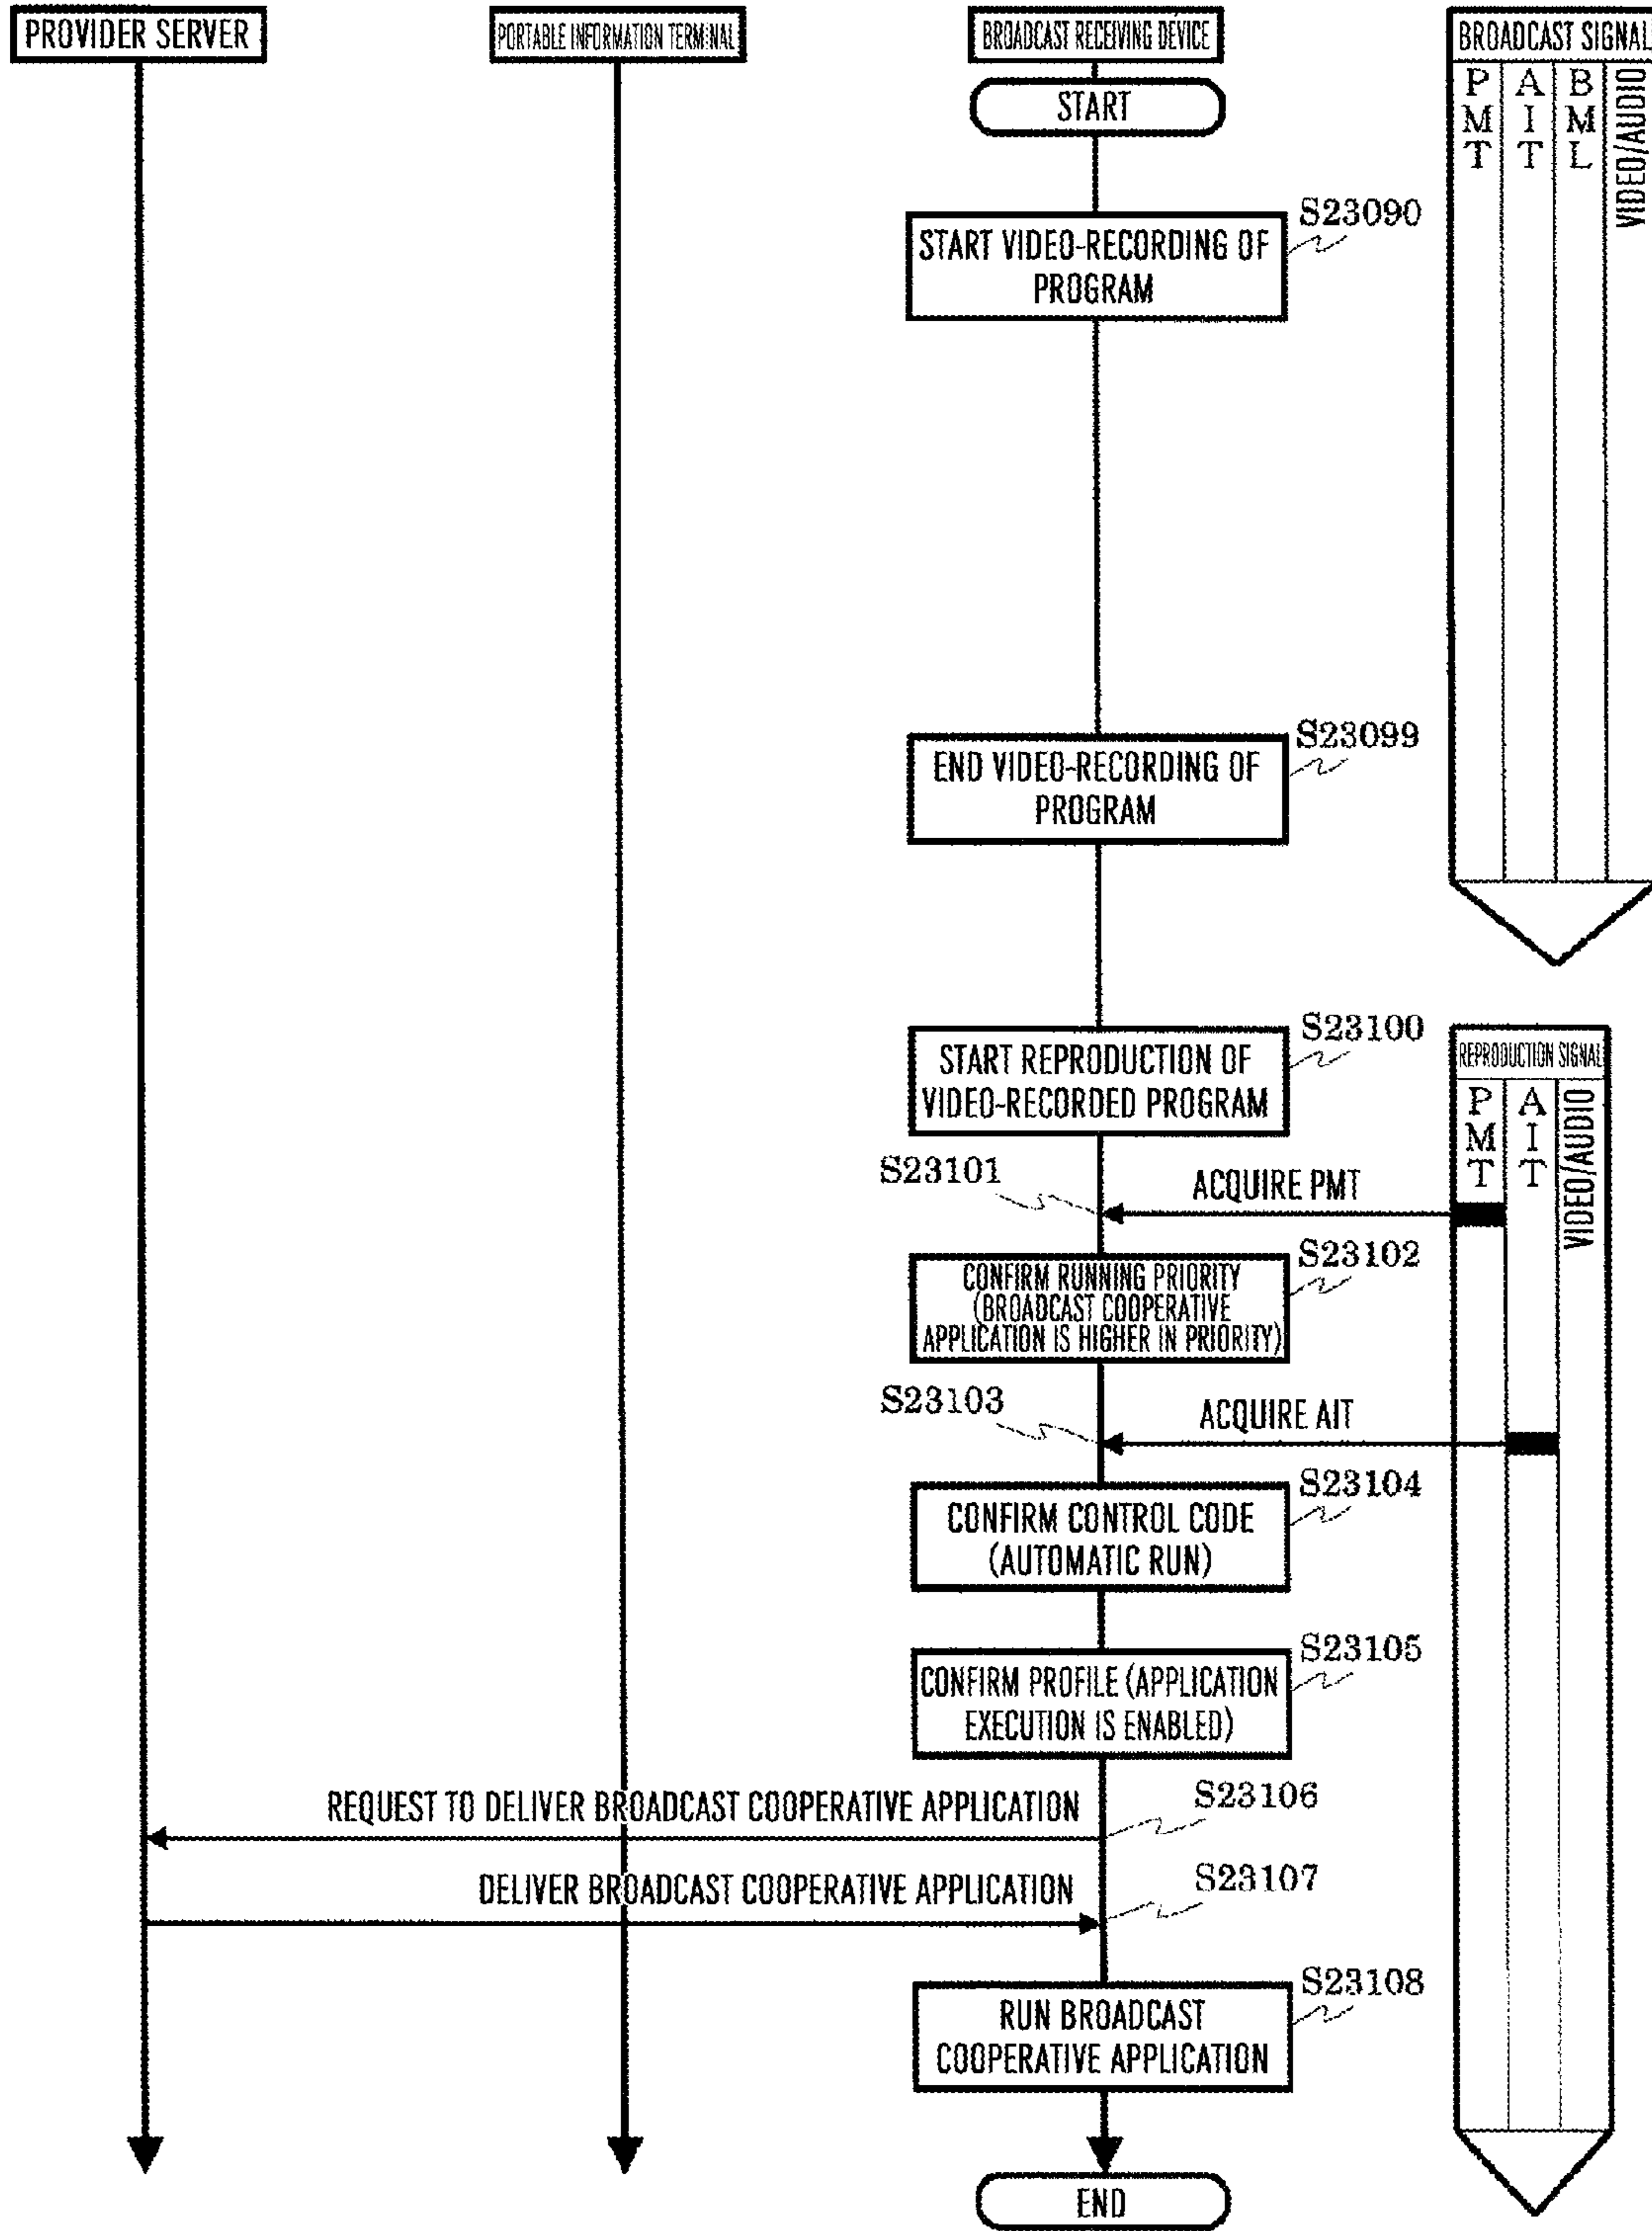 PROVIDER SERVER
PORTABLE INFORMATION TERMINAL
BROADCAST RECEIVING DEVICE
BROADCAST SIGNAL
PMT
AIT
BML
VIDEO/AUDIO
START
S23090
START VIDEO-RECORDING OF
PROGRAM
S23099
END VIDEO-RECORDING OF
PROGRAM
S23100
START REPRODUCTION OF
VIDEO-RECORDED PROGRAM
REPRODUCTION SIGNAL
PMT
AIT
VIDEO/AUDIO
S23101
ACQUIRE PMT
S23102
CONFIRM RUNNING PRIORITY
(BROADCAST COOPERATIVE
APPLICATION IS HIGHER IN PRIORITY)
S23103
ACQUIRE AIT
S23104
CONFIRM CONTROL CODE
(AUTOMATIC RUN)
S23105
CONFIRM PROFILE (APPLICATION
EXECUTION IS ENABLED)
REQUEST TO DELIVER BROADCAST COOPERATIVE APPLICATION
S23106
DELIVER BROADCAST COOPERATIVE APPLICATION
S23107
S23108
RUN BROADCAST
COOPERATIVE APPLICATION
END